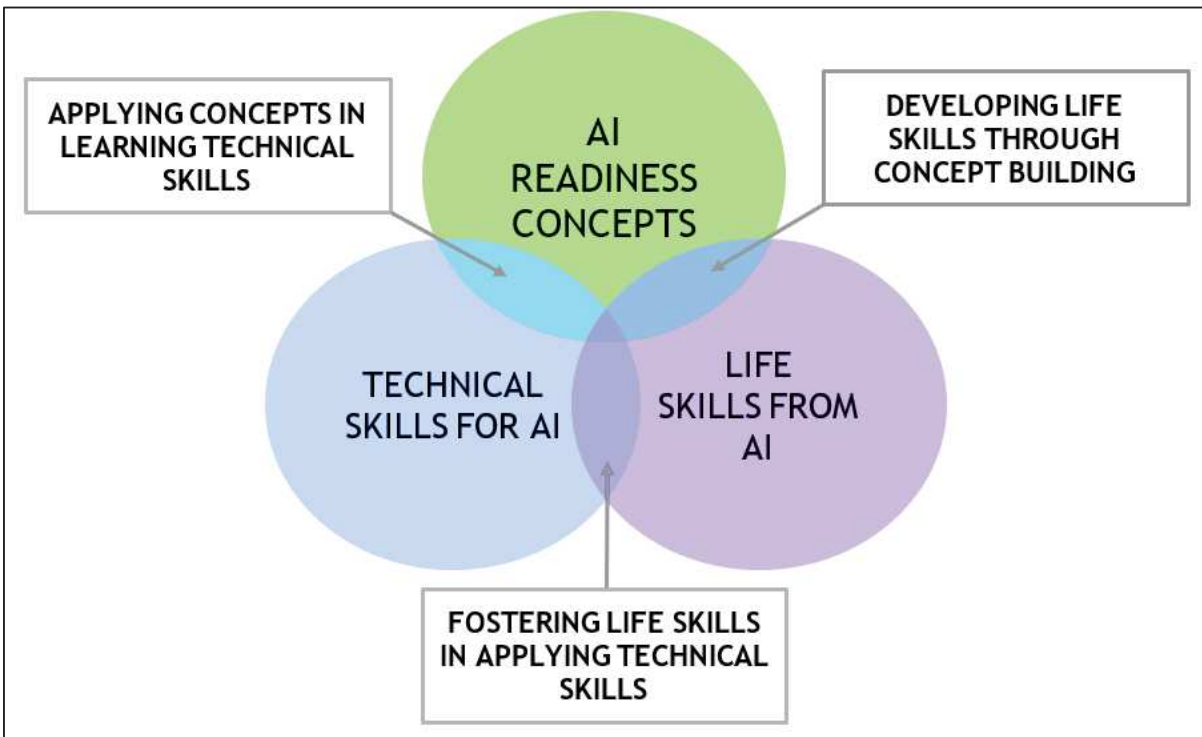 APPLYING CONCEPTS IN
LEARNING TECHNICAL
SKILLS
AI
READINESS
CONCEPTS
DEVELOPING LIFE
SKILLS THROUGH
CONCEPT BUILDING
TECHNICAL
SKILLS FOR AI
LIFE
SKILLS FROM
AI
FOSTERING LIFE SKILLS
IN APPLYING TECHNICAL
SKILLS